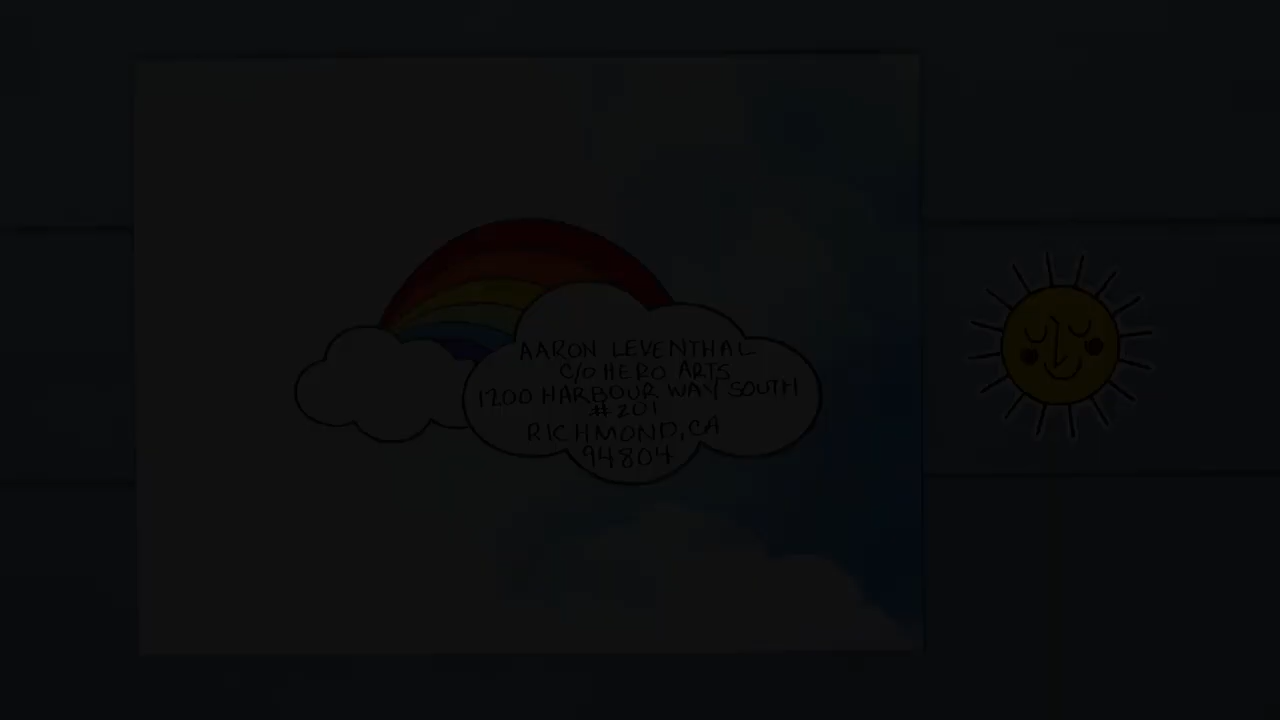 AARON LEVENTHAL
C/O HERO ARTS
1200 HARBOUR WAY SOUTH
#201
RICHMOND, CA
94804